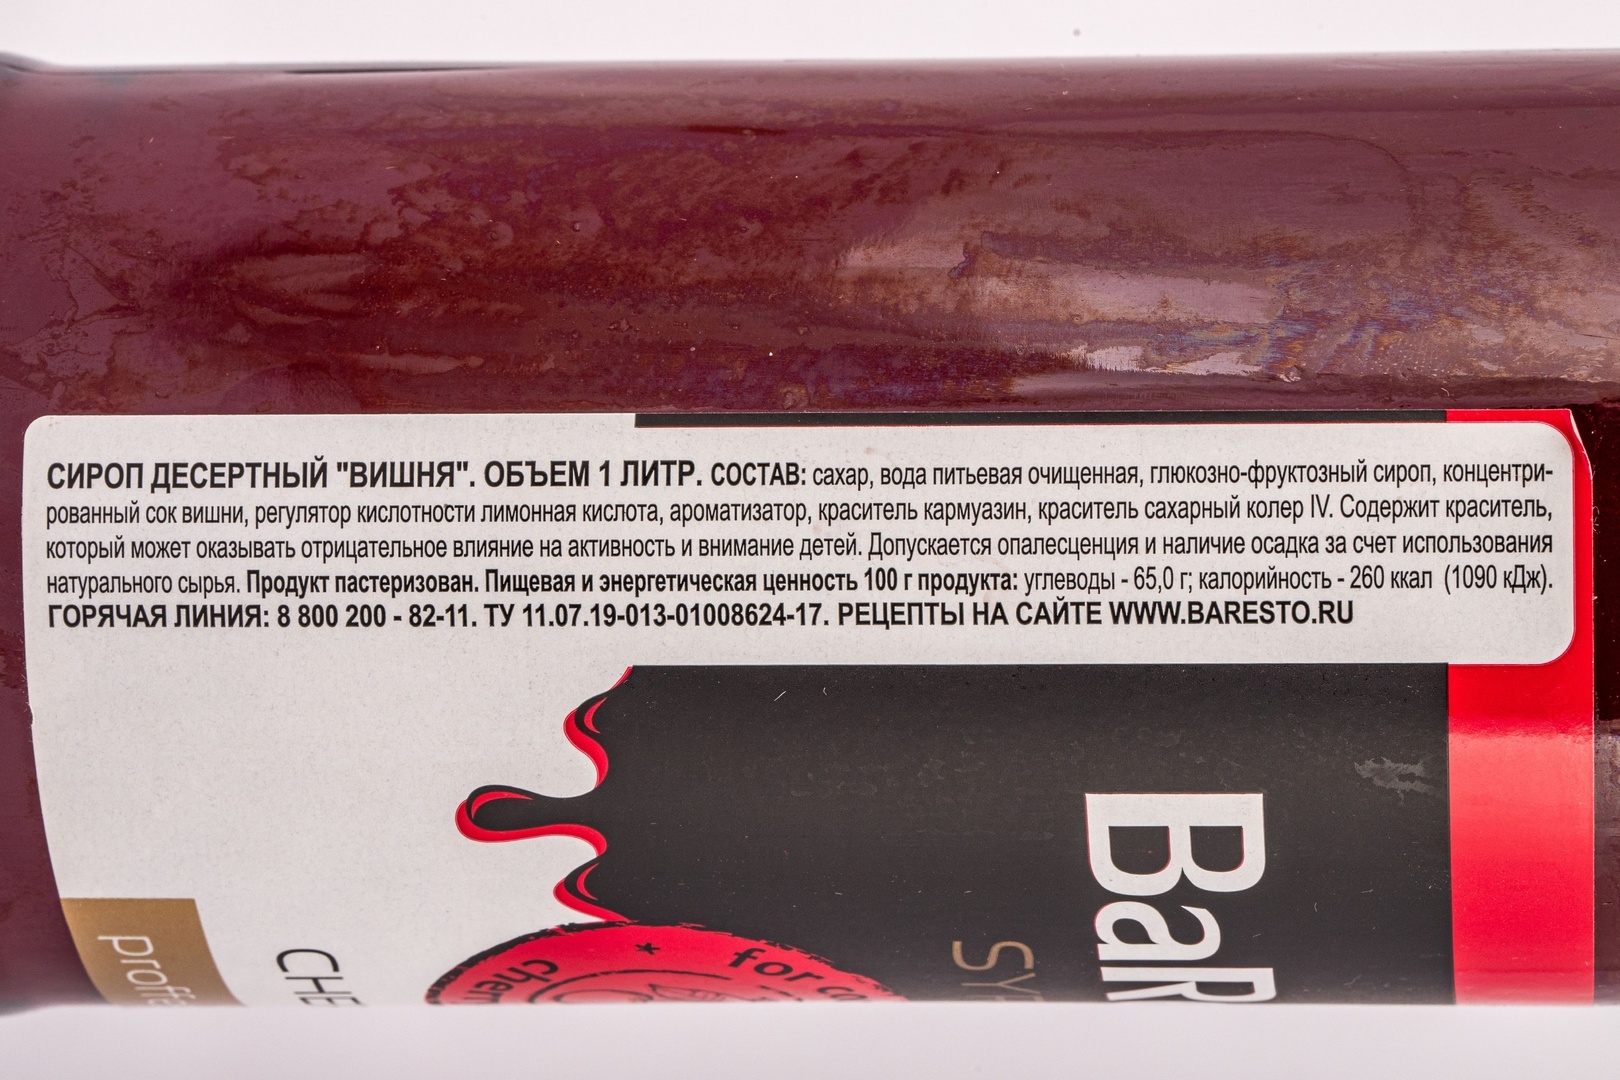 СИРОП ДЕСЕРТНЫЙ "ВИШНЯ". ОБЪЕМ 1 ЛИТР. СОСТАВ: сахар, вода питьевая очищенная, глюкозно-фруктозный сироп, концентри-
рованный сок вишни, регулятор кислотности лимонная кислота, ароматизатор, краситель кармуазин, краситель сахарный колер IV. Содержит краситель,
который может оказывать отрицательное влияние на активность и внимание детей. Допускается опалесценция и наличие осадка за счет использования
натурального сырья. Продукт пастеризован. Пищевая и энергетическая ценность 100 г продукта: углеводы - 65,0 г; калорийность - 260 ккал (1090 кДж).
ГОРЯЧАЯ ЛИНИЯ: 8 800 200 - 82-11. ТУ 11.07.19-013-01008624-17. РЕЦЕПТЫ НА САЙТЕ WWW.BARESTO.RU
BaR
SY
for